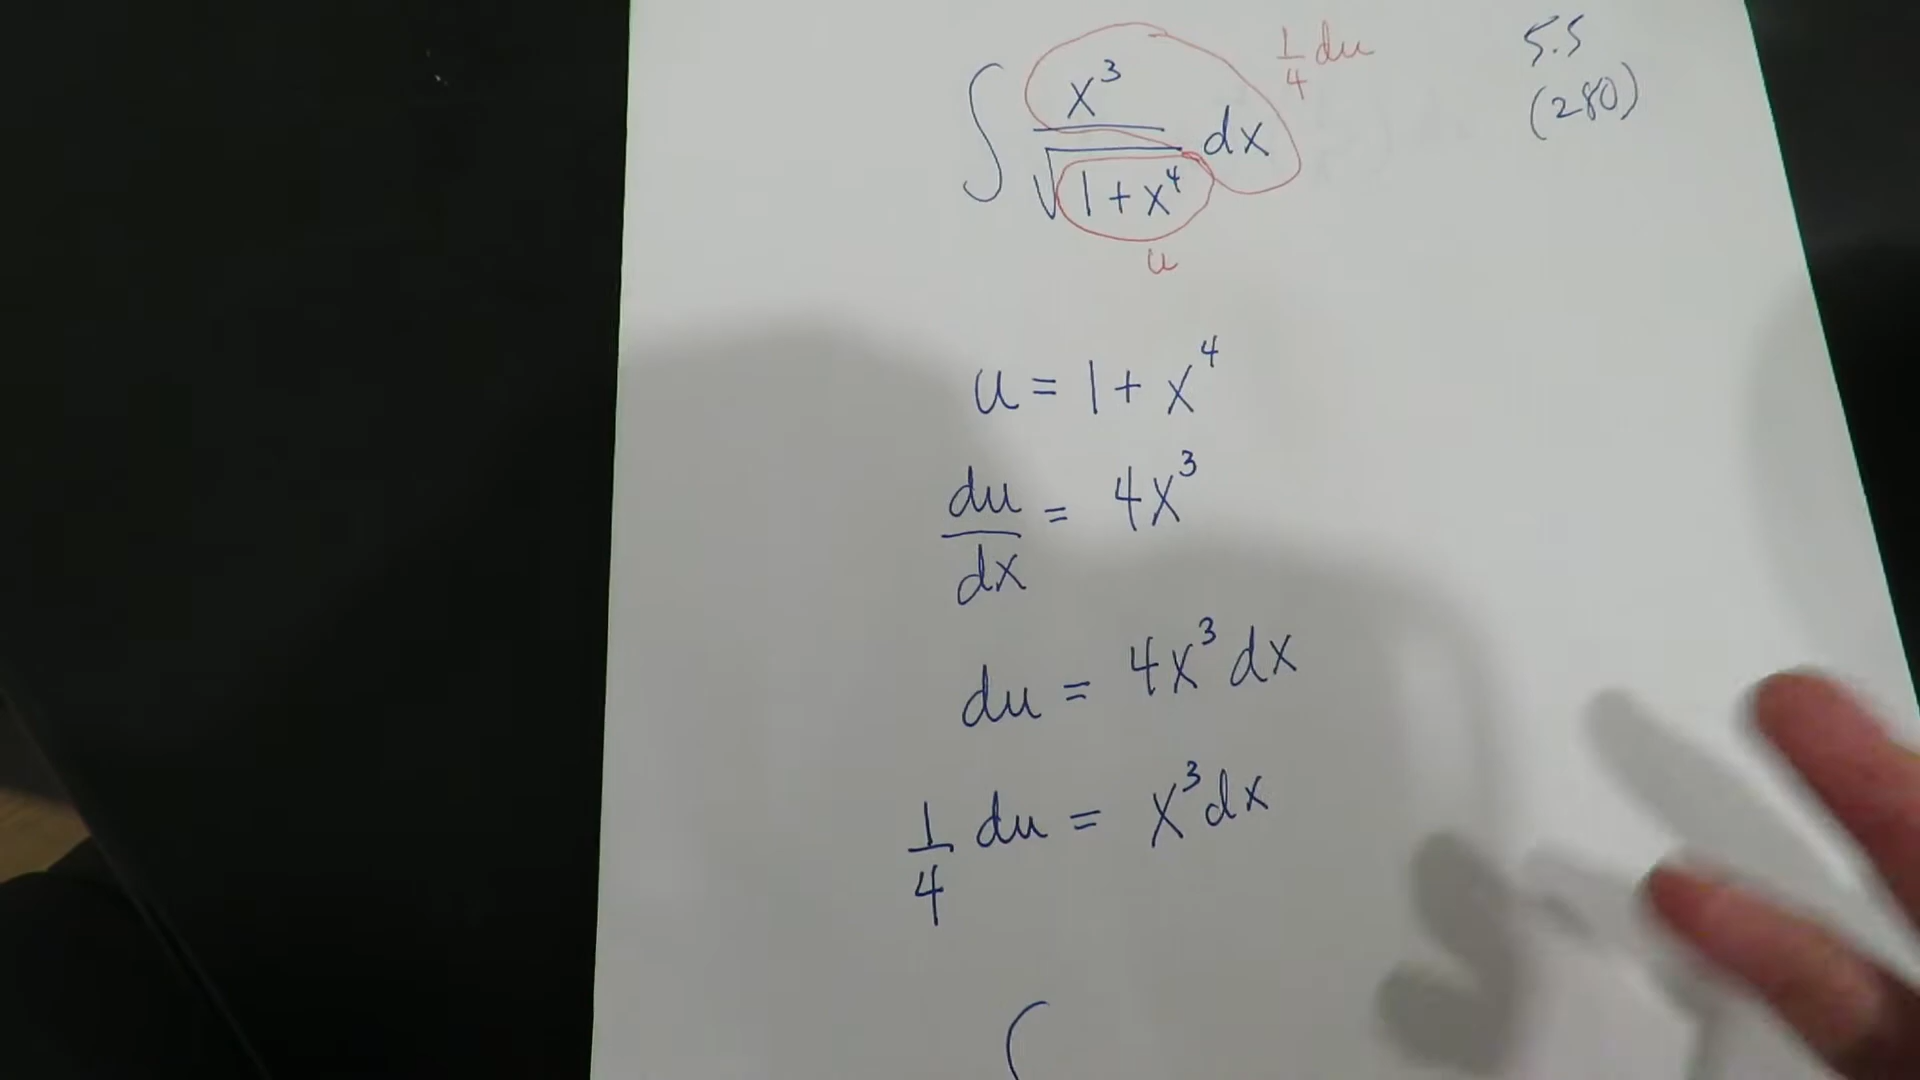 ∫ x³/√(1+x⁴) dx
1/4 du
u
5.5
(280)
u = 1 + x⁴
du/dx = 4x³
du = 4x³ dx
1/4 du = x³ dx
∫